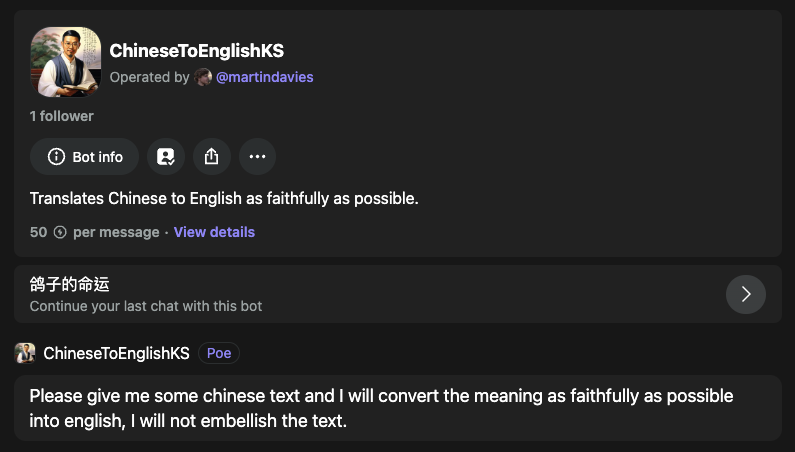 ChineseToEnglishKS
Operated by @martindavies
1 follower
Bot info
Translates Chinese to English as faithfully as possible.
50 per message · View details
鸽子的命运
Continue your last chat with this bot
ChineseToEnglishKS Poe
Please give me some chinese text and I will convert the meaning as faithfully as possible
into english, I will not embellish the text.